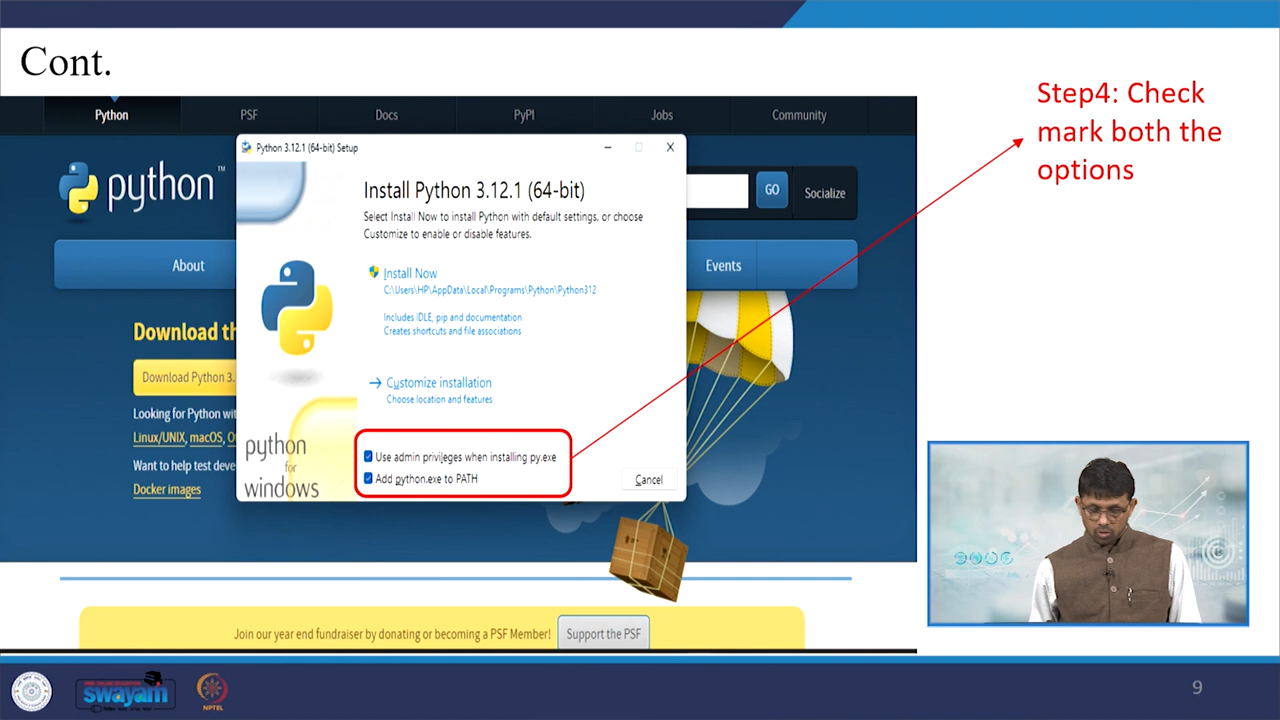 Cont.
Step4: Check
mark both the
options
Python
PSF
Docs
PyPI
Jobs
Community
Python 3.12.1 (64-bit) Setup
python™
Install Python 3.12.1 (64-bit)
Select Install Now to install Python with default settings, or choose
Customize to enable or disable features.
GO
Socialize
About
Events
Install Now
C:\Users\HP\AppData\Local\Programs\Python\Python312
Includes IDLE, pip and documentation
Creates shortcuts and file associations
Download th
Download Python 3.
Customize installation
Choose location and features
Looking for Python wit
Linux/UNIX, macOS, O
Want to help test deve
Docker images
python
for
windows
Use admin privileges when installing py.exe
Add python.exe to PATH
Cancel
Join our year end fundraiser by donating or becoming a PSF Member!
Support the PSF
swayam
NPTEL
9